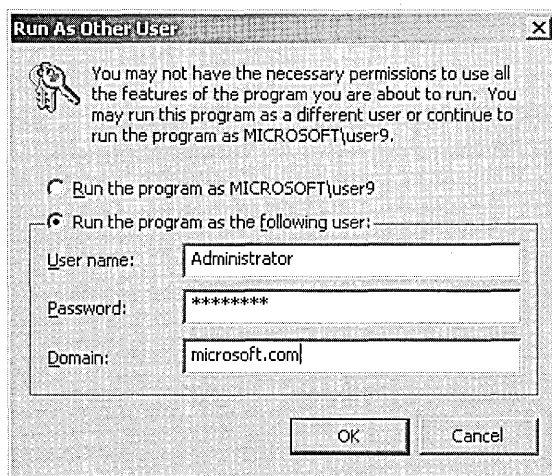 Run As Other User
You may not have the necessary permissions to use all
the features of the program you are about to run. You
may run this program as a different user or continue to
run the program as MICROSOFT\user9.
Run the program as MICROSOFT\user9
Run the program as the following user:
User name: Administrator
Password: ********
Domain: microsoft.com
OK Cancel